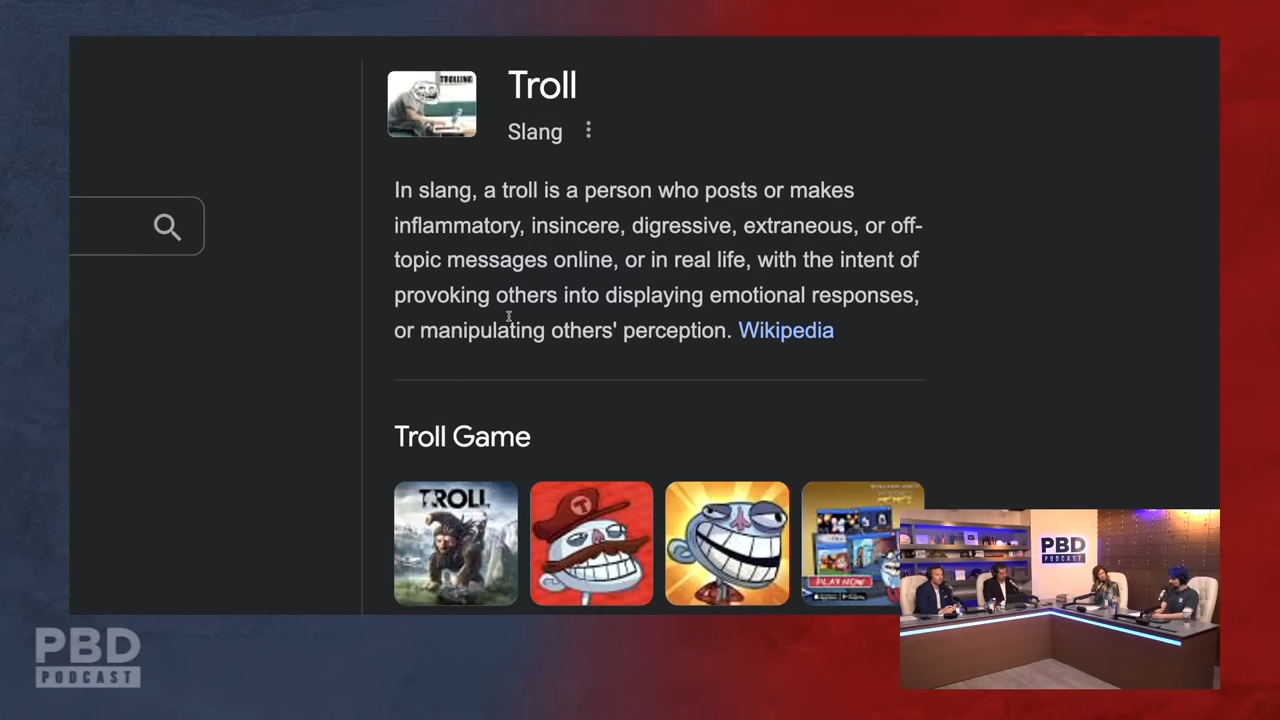 TROLLING
Troll
Slang
In slang, a troll is a person who posts or makes
inflammatory, insincere, digressive, extraneous, or off-
topic messages online, or in real life, with the intent of
provoking others into displaying emotional responses,
or manipulating others' perception. Wikipedia
Troll Game
TROLL
T
PLAY NOW
PBD
PODCAST
PBD
PODCAST